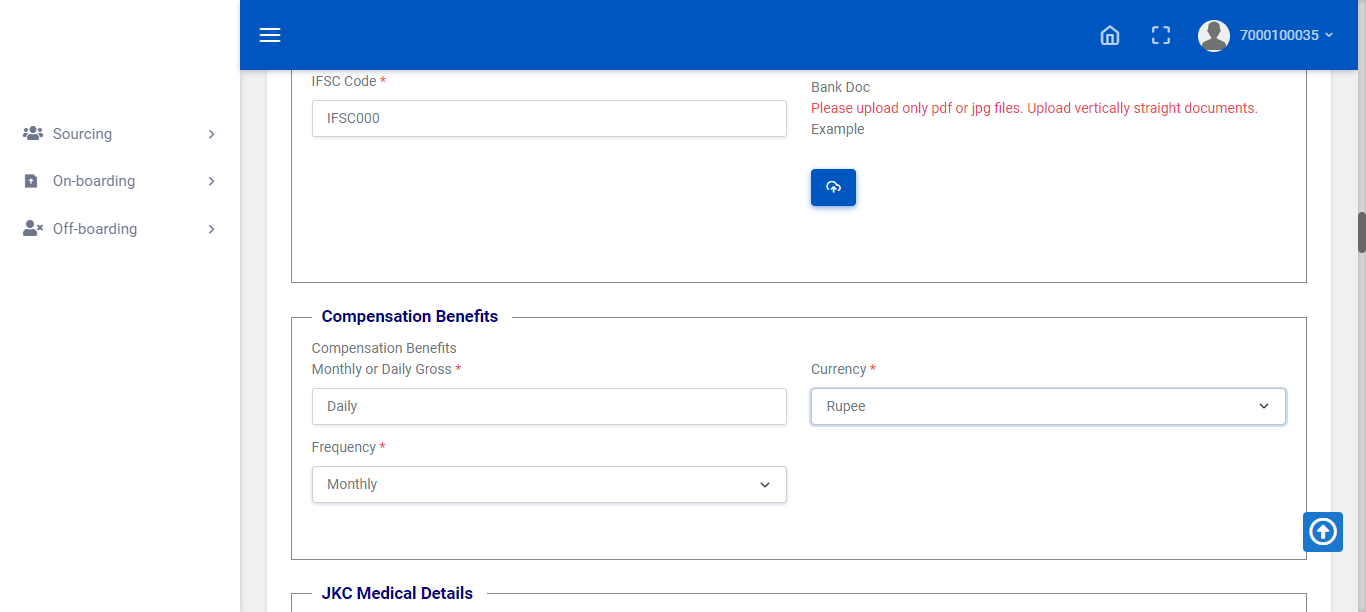 7000100035
Sourcing
On-boarding
Off-boarding
IFSC Code *
IFSC000
Bank Doc
Please upload only pdf or jpg files. Upload vertically straight documents.
Example
Compensation Benefits
Compensation Benefits
Monthly or Daily Gross *
Daily
Currency *
Rupee
Frequency *
Monthly
JKC Medical Details